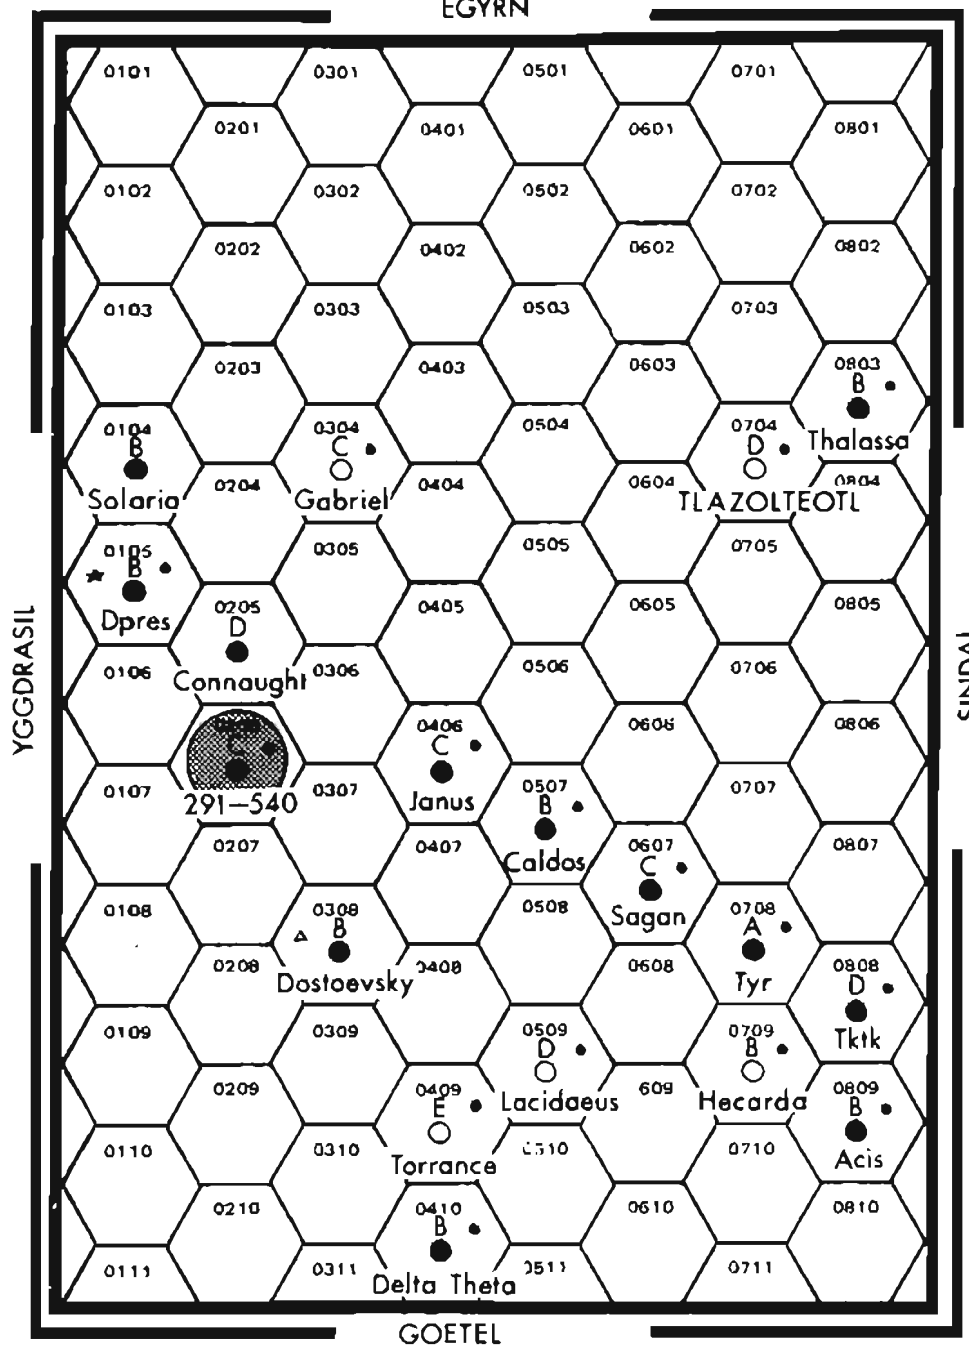 EGYRN
0101 0301 0501 0701
0201 0401 0601 0801
0102 0302 0502 0702
0202 0402 0602 0802
0103 0303 0503 0703
0203 0403 0603 0803
B
Thalassa
0104 0304 0504 0704
B C D
Solaria Gabriel TLAZOLTEOTL
0204 0404 0604 0804
0105 0305 0505 0705
B
Dpres
0205 0405 0605 0805
D
Connaught
0106 0306 0506 0706
YGGDRASIL
SINDAL
0406 0606 0806
C C
291-540 Janus
0107 0307 0507 0707
B
Caldos
0207 0407 0607 0807
C
Sagan
0108 0308 0508 0708
B A
Dostoevsky Tyr
0208 0408 0608 0808
D
Tktk
0109 0309 0509 0709
D B
Lacidaeus Hecarda
0209 0409 609 0809
E B
Torrance Acis
0110 0310 0510 0710
0210 0410 0610 0810
B
Delta Theta
0111 0311 0511 0711
GOETEL